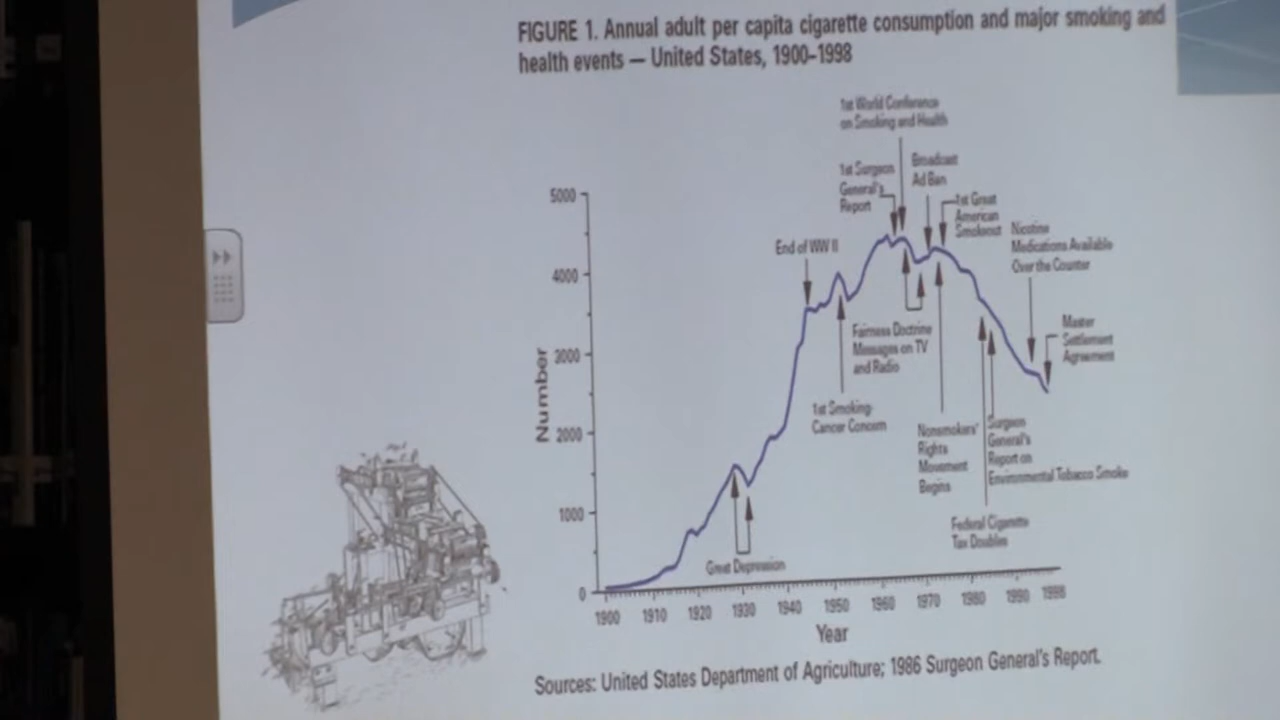 FIGURE 1. Annual adult per capita cigarette consumption and major smoking and
health events — United States, 1900–1998
1st World Conference
on Smoking and Health
1st Surgeon
General's
Report
Broadcast
Ad Ban
1st Great
American
Smokeout
Nicotine
Medications Available
Over the Counter
End of WW II
Master
Settlement
Agreement
Fairness Doctrine
Messages on TV
and Radio
1st Smoking-
Cancer Concern
Nonsmokers'
Rights
Movement
Begins
Surgeon
General's
Report on
Environmental Tobacco Smoke
Federal Cigarette
Tax Doubles
Great Depression
Number
5000
4000
3000
2000
1000
0
1900 1910 1920 1930 1940 1950 1960 1970 1980 1990 1998
Year
Sources: United States Department of Agriculture; 1986 Surgeon General's Report.